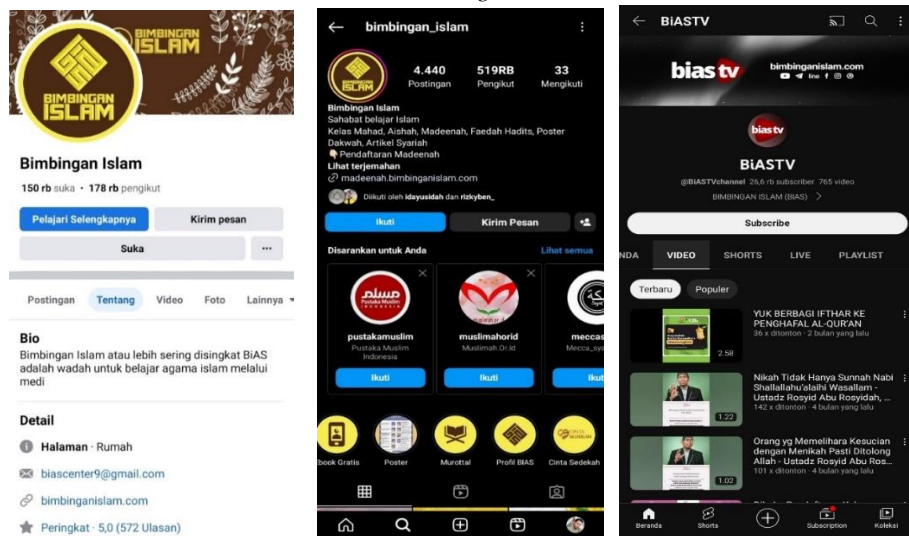 BIMBINGAN
ISLAM
BIMBINGAN
ISLAM
Bimbingan Islam
150 rb suka • 178 rb pengikut
Pelajari Selengkapnya
Kirim pesan
Suka
Postingan Tentang Video Foto Lainnya
Bio
Bimbingan Islam atau lebih sering disingkat BiAS
adalah wadah untuk belajar agama islam melalui
medi
Detail
Halaman · Rumah
biascenter9@gmail.com
bimbinganislam.com
Peringkat · 5,0 (572 Ulasan)
bimbingan_islam
BIMBINGAN
ISLAM
4.440 519RB 33
Postingan Pengikut Mengikuti
Bimbingan Islam
Sahabat belajar Islam
Kelas Mahad, Aishah, Madeenah, Faedah Hadits, Poster
Dakwah, Artikel Syariah
Pendaftaran Madeenah
Lihat terjemahan
madeenah.bimbinganislam.com
Diikuti oleh idayusidah dan rizkyben_
Ikuti
Kirim Pesan
Disarankan untuk Anda Lihat semua
pustakamuslim muslimahorid meccas
Pustaka Muslim Muslimah.Or.Id Mecca_sya
Indonesia
Ikuti Ikuti Ikut
book Gratis Poster Murottal Profil BIAS Cinta Sedekah
BiASTV
bias tv
bimbinganislam.com
line
bias tv
BiASTV
@BiASTVchannel 26,6 rb subscriber 765 video
BIMBINGAN ISLAM (BIAS)
Subscribe
NDA VIDEO SHORTS LIVE PLAYLIST
Terbaru Populer
YUK BERBAGI IFTHAR KE
PENGHAFAL AL-QUR'AN
36 x ditonton · 2 bulan yang lalu
2.58
Nikah Tidak Hanya Sunnah Nabi
Shallallahu'alaihi Wasallam -
Ustadz Rosyid Abu Rosyidah, ...
142 x ditonton · 4 bulan yang lalu
1.22
Orang yg Memelihara Kesucian
dengan Menikah Pasti Ditolong
Allah - Ustadz Rosyid Abu Ros...
101 x ditonton · 4 bulan yang lalu
1.02
Beranda Shorts Subscription Koleksi